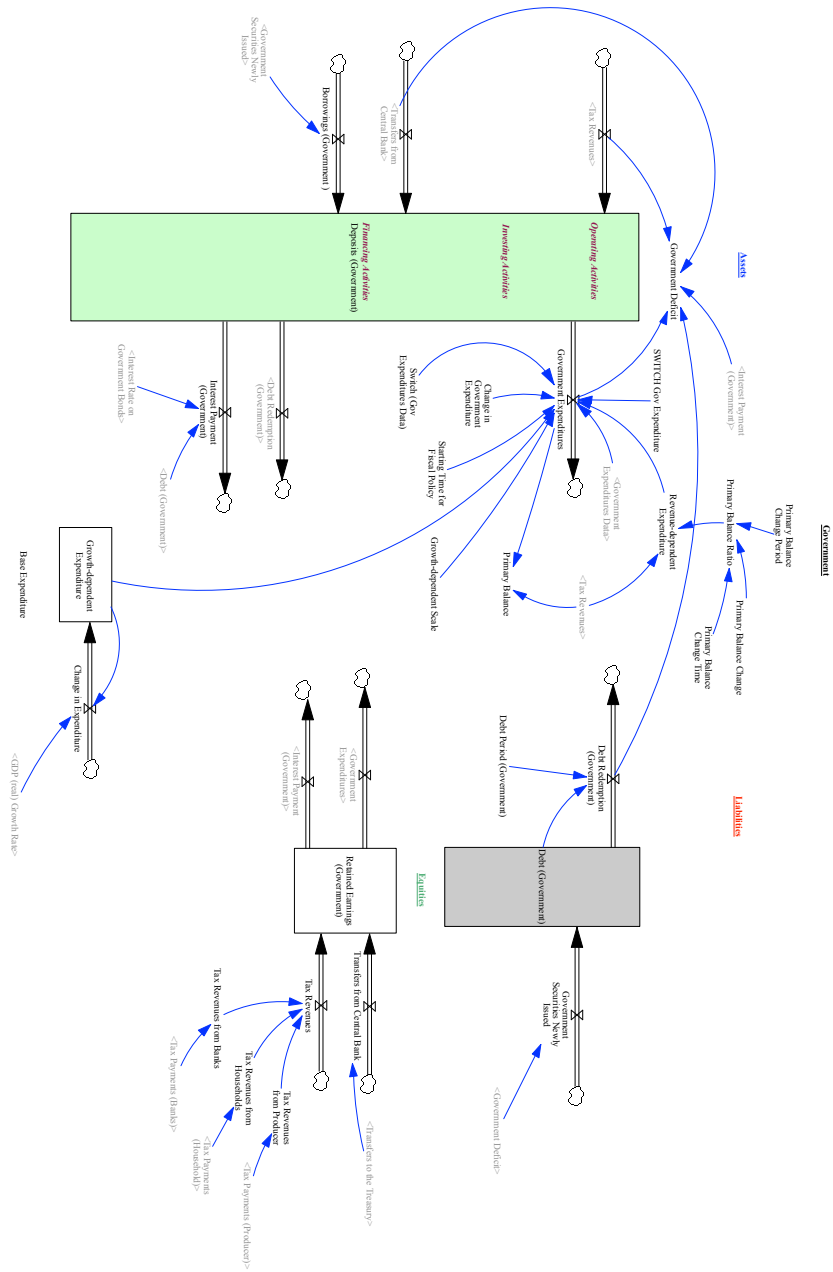 Government
Assets
Liabilities
Equities
<Tax Revenues>
<Transfers from
Central Bank>
<Government
Securities Newly
Issued>
Borrowings (Government )
Government Deficit
<Interest Payment
(Government)>
Operating Activities
Investing Activities
Financing Activities
Deposits (Government)
SWITCH Gov Expenditure
Government Expenditures
Switch (Gov
Expenditures Data)
Change in
Government
Expenditure
Starting Time for
Fiscal Policy
Growth-dependent Scale
<Government
Expenditures Data>
Revenue-dependent
Expenditure
Primary Balance Ratio
Primary Balance
Change Period
Primary Balance Change
Primary Balance
Change Time
Primary Balance
<Tax Revenues>
<Debt Redemption
(Government)>
Interest Payment
(Government)
<Interest Rate on
Government Bonds>
<Debt (Government)>
Base Expenditure
Growth-dependent
Expenditure
Change in Expenditure
<GDP (real) Growth Rate>
Debt Redemption
(Government)
Debt Period (Government)
Debt (Government)
Government
Securities Newly
Issued
<Government Deficit>
<Government
Expenditures>
<Interest Payment
(Government)>
Retained Earnings
(Government)
Transfers from Central Bank
<Transfers to the Treasury>
Tax Revenues
Tax Revenues from Banks
<Tax Payments (Banks)>
Tax Revenues from
Households
<Tax Payments
(Household)>
Tax Revenues
from Producer
<Tax Payments (Producer)>